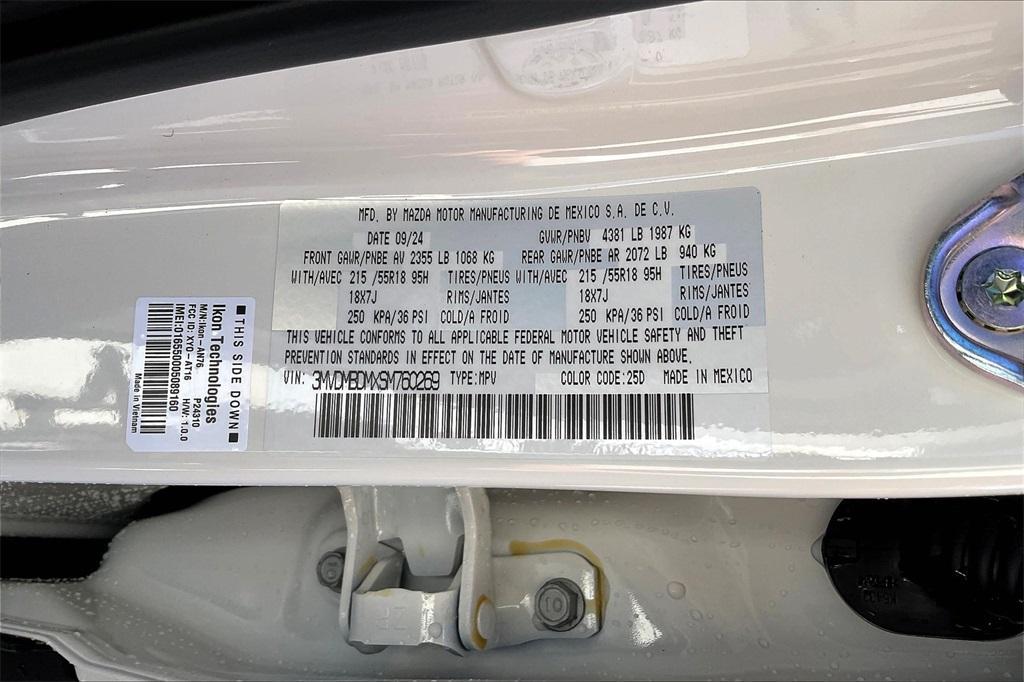 MFD. BY MAZDA MOTOR MANUFACTURING DE MEXICO S.A. DE C.V.
DATE 09/24 GVWR/PNBV 4381 LB 1987 KG
FRONT GAWR/PNBE AV 2355 LB 1068 KG REAR GAWR/PNBE AR 2072 LB 940 KG
WITH/AVEC 215 /55R18 95H TIRES/PNEUS WITH/AVEC 215 /55R18 95H TIRES/PNEUS
18X7J RIMS/JANTES 18X7J RIMS/JANTES
250 KPA/36 PSI COLD/A FROID 250 KPA/36 PSI COLD/A FROID
THIS VEHICLE CONFORMS TO ALL APPLICABLE FEDERAL MOTOR VEHICLE SAFETY AND THEFT
PREVENTION STANDARDS IN EFFECT ON THE DATE OF MANUFACTURE SHOWN ABOVE.
VIN: 3MVDMBDMXSM760269 TYPE:MPV COLOR CODE:25D MADE IN MEXICO
THIS SIDE DOWN
Ikon Technologies
M/N:Ikon-AN76 P24310
FCC ID: XYO-AT16 H/W: 1.0.0
IMEI:016550005089160
Made in Vietnam
10